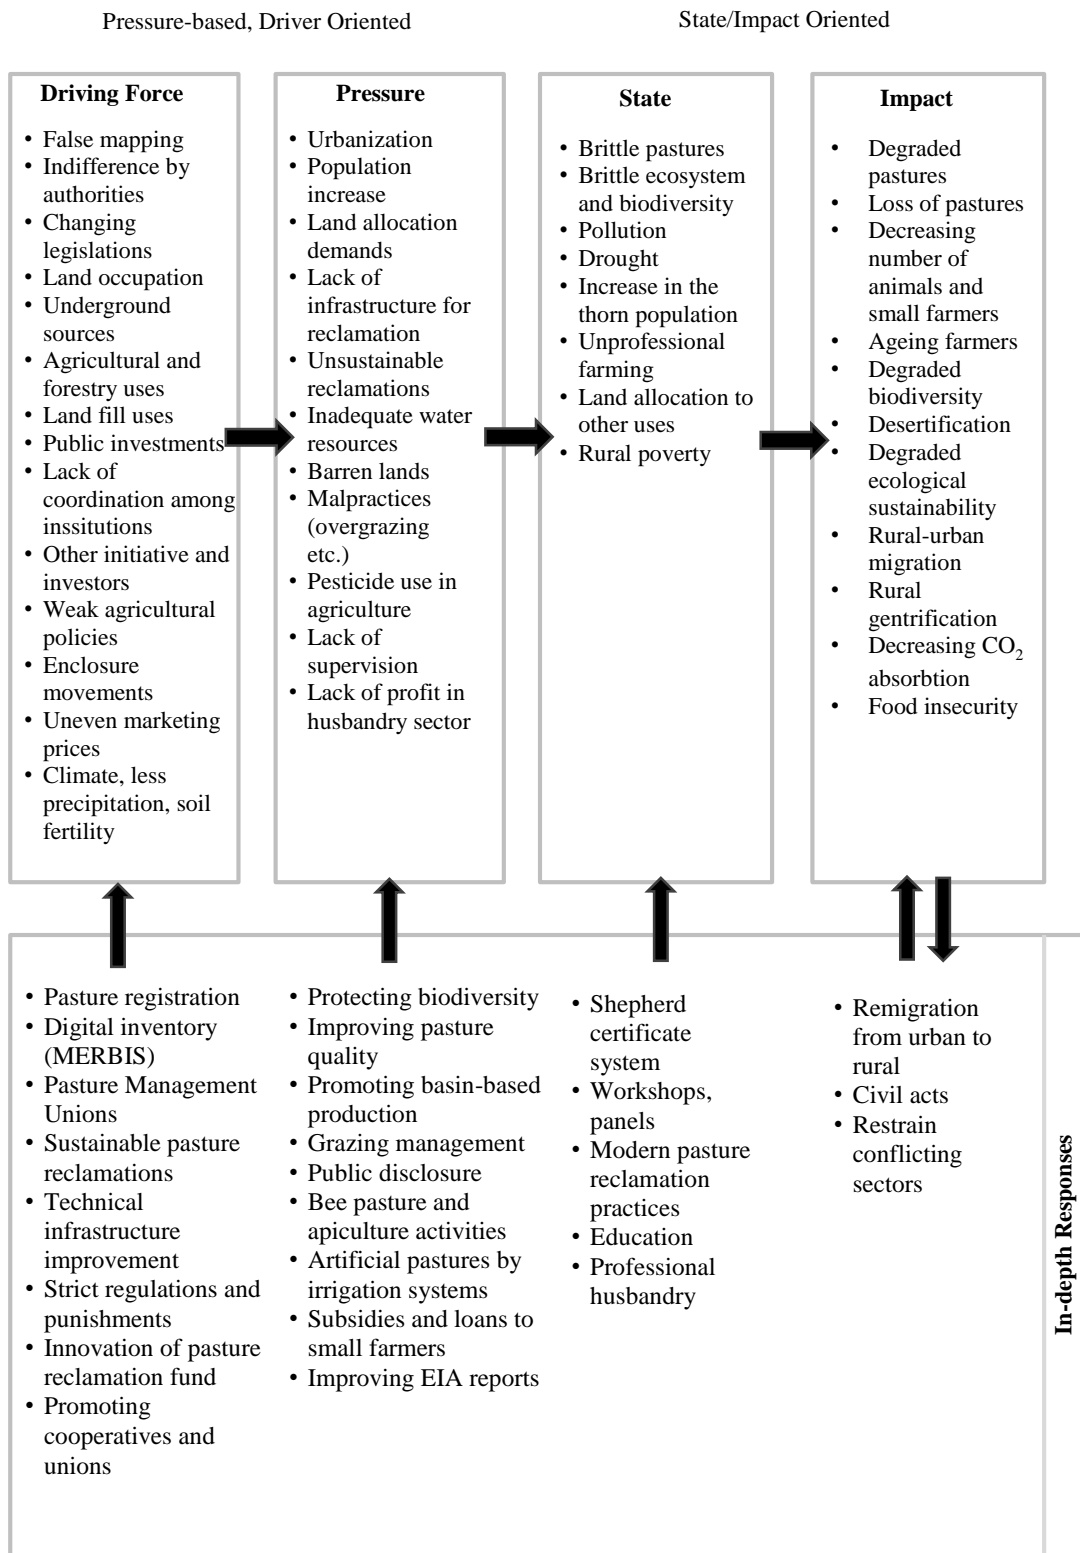 Pressure-based, Driver Oriented
State/Impact Oriented
Driving Force
• False mapping
• Indifference by
authorities
• Changing
legislations
• Land occupation
• Underground
sources
• Agricultural and
forestry uses
• Land fill uses
• Public investments
• Lack of
coordination among
inssitutions
• Other initiative and
investors
• Weak agricultural
policies
• Enclosure
movements
• Uneven marketing
prices
• Climate, less
precipitation, soil
fertility
Pressure
• Urbanization
• Population
increase
• Land allocation
demands
• Lack of
infrastructure for
reclamation
• Unsustainable
reclamations
• Inadequate water
resources
• Barren lands
• Malpractices
(overgrazing
etc.)
• Pesticide use in
agriculture
• Lack of
supervision
• Lack of profit in
husbandry sector
State
• Brittle pastures
• Brittle ecosystem
and biodiversity
• Pollution
• Drought
• Increase in the
thorn population
• Unprofessional
farming
• Land allocation to
other uses
• Rural poverty
Impact
• Degraded
pastures
• Loss of pastures
• Decreasing
number of
animals and
small farmers
• Ageing farmers
• Degraded
biodiversity
• Desertification
• Degraded
ecological
sustainability
• Rural-urban
migration
• Rural
gentrification
• Decreasing CO2
absorbtion
• Food insecurity
• Pasture registration
• Digital inventory
(MERBIS)
• Pasture Management
Unions
• Sustainable pasture
reclamations
• Technical
infrastructure
improvement
• Strict regulations and
punishments
• Innovation of pasture
reclamation fund
• Promoting
cooperatives and
unions
• Protecting biodiversity
• Improving pasture
quality
• Promoting basin-based
production
• Grazing management
• Public disclosure
• Bee pasture and
apiculture activities
• Artificial pastures by
irrigation systems
• Subsidies and loans to
small farmers
• Improving EIA reports
• Shepherd
certificate
system
• Workshops,
panels
• Modern pasture
reclamation
practices
• Education
• Professional
husbandry
• Remigration
from urban to
rural
• Civil acts
• Restrain
conflicting
sectors
In-depth Responses